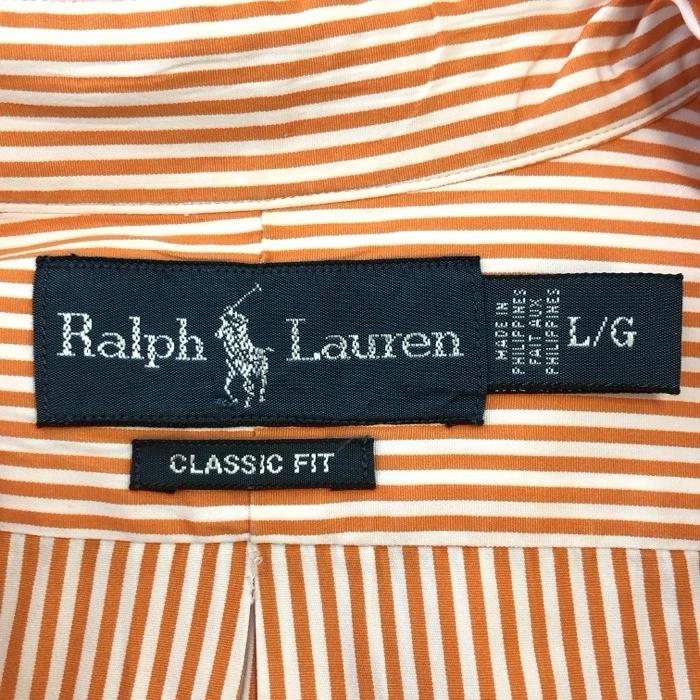 Ralph Lauren
MADE IN
PHILIPPINES
FAIT AUX
PHILIPPINES
L/G
CLASSIC FIT